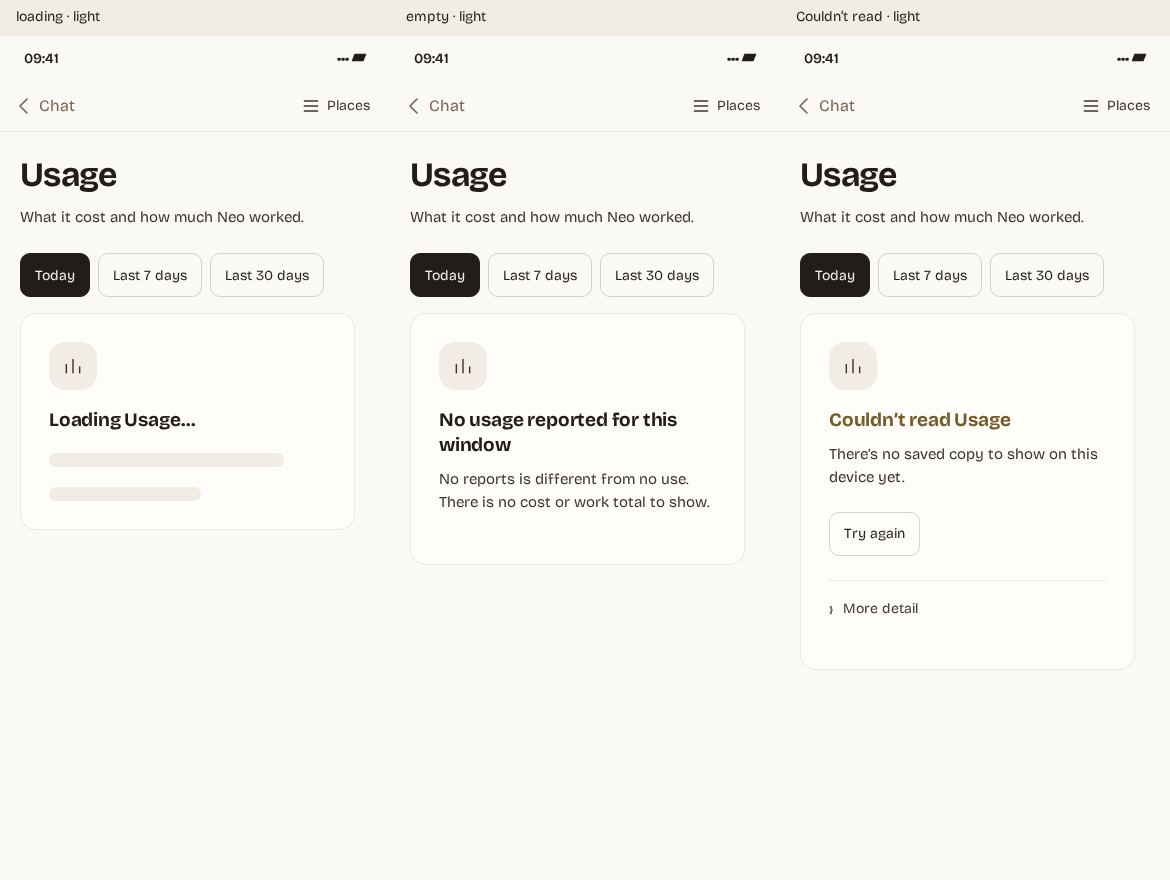 loading · light
09:41
Chat
Places
Usage
What it cost and how much Neo worked.
Today
Last 7 days
Last 30 days
Loading Usage...
empty · light
09:41
Chat
Places
Usage
What it cost and how much Neo worked.
Today
Last 7 days
Last 30 days
No usage reported for this
window
No reports is different from no use.
There is no cost or work total to show.
Couldn’t read · light
09:41
Chat
Places
Usage
What it cost and how much Neo worked.
Today
Last 7 days
Last 30 days
Couldn’t read Usage
There’s no saved copy to show on this
device yet.
Try again
More detail